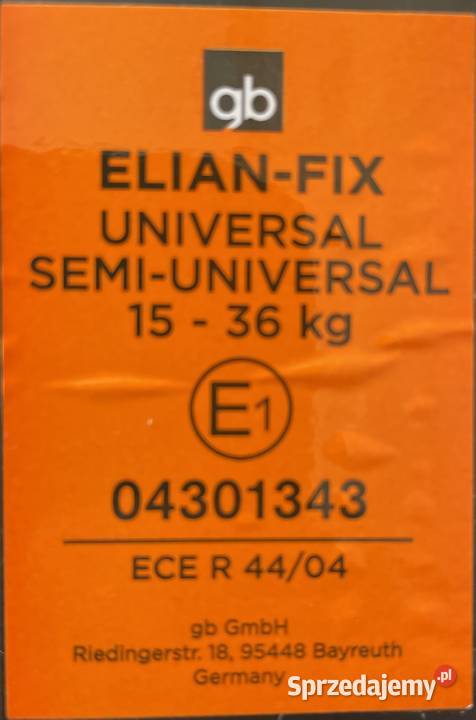 gb
ELIAN-FIX
UNIVERSAL
SEMI-UNIVERSAL
15 - 36 kg
E1
04301343
ECE R 44/04
gb GmbH
Riedingerstr. 18, 95448 Bayreuth
Germany
Sprzedajemy.pl